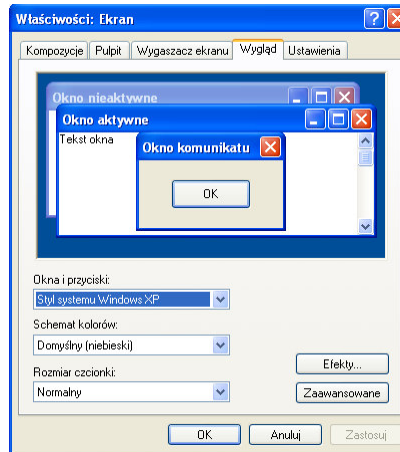 Właściwości: Ekran
Kompozycje Pulpit Wygaszacz ekranu Wygląd Ustawienia
Okno nieaktywne
Okno aktywne
Tekst okna
Okno komunikatu
OK
Okna i przyciski:
Styl systemu Windows XP
Schemat kolorów:
Domyślny (niebieski)
Rozmiar czcionki:
Normalny
Efekty...
Zaawansowane
OK Anuluj Zastosuj